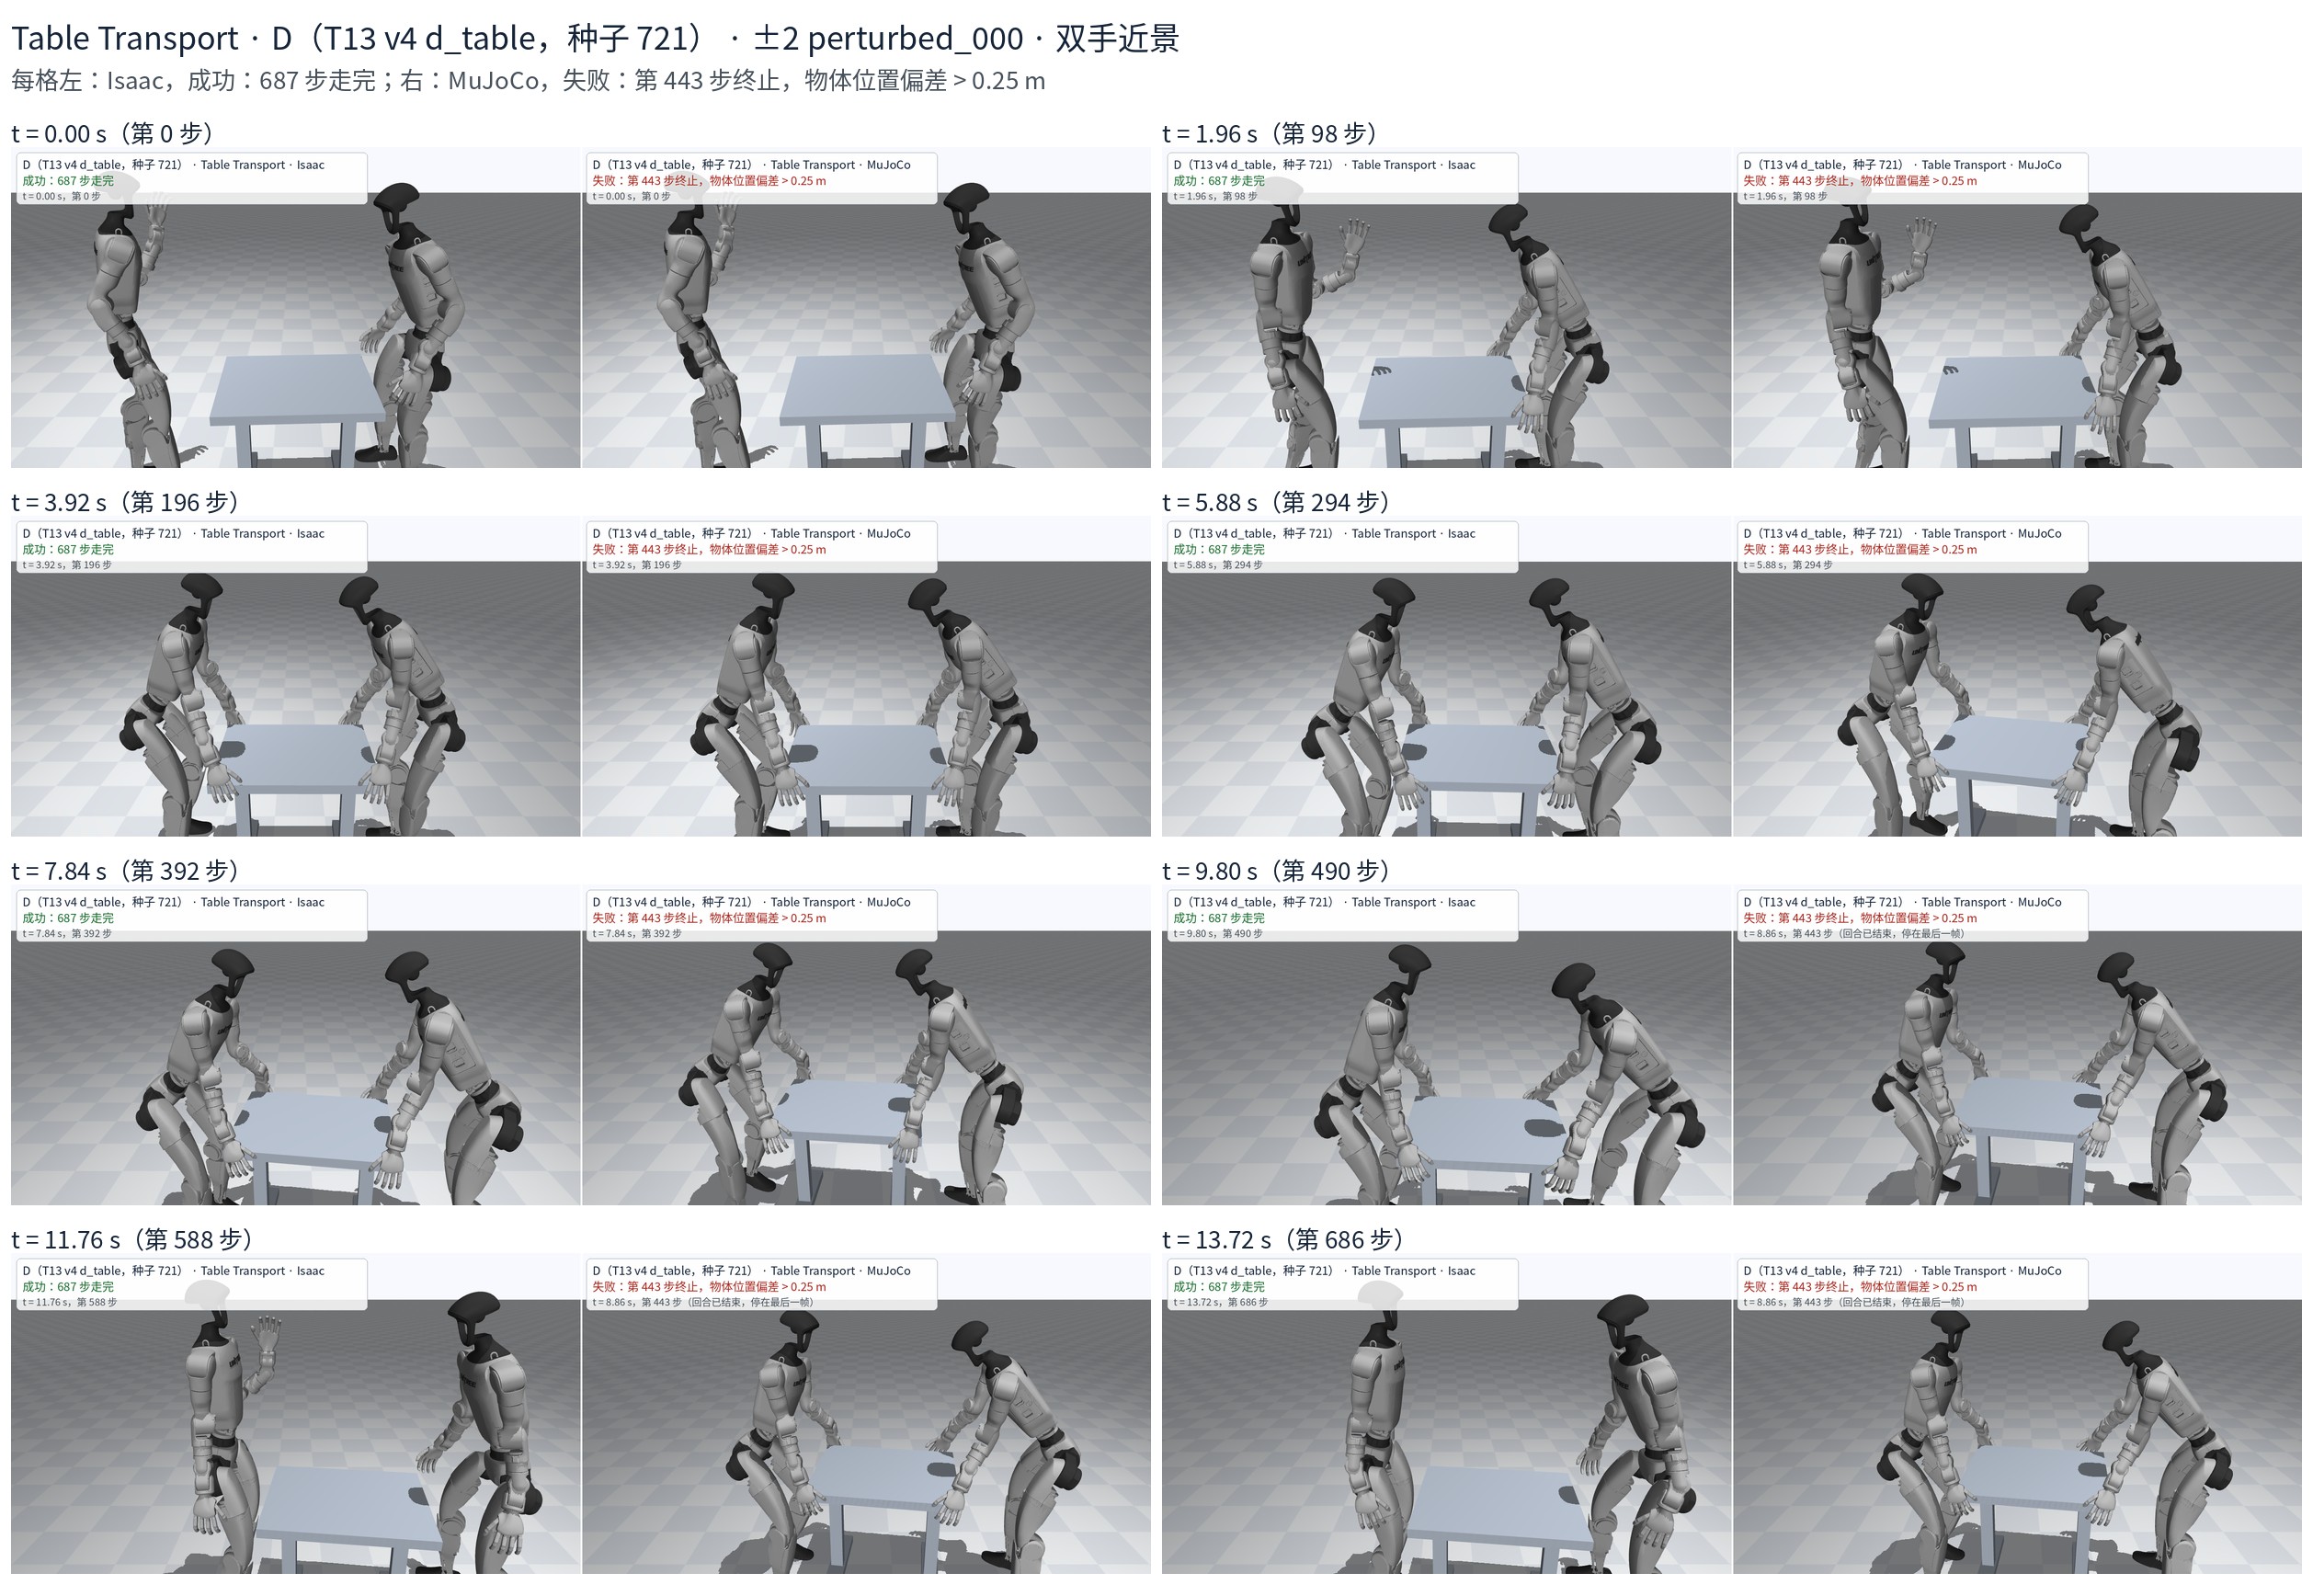 Table Transport · D（T13 v4 d_table，种子 721） · ±2 perturbed_000 · 双手近景
每格左：Isaac，成功：687 步走完；右：MuJoCo，失败：第 443 步终止，物体位置偏差 > 0.25 m
t = 0.00 s（第 0 步）
D（T13 v4 d_table，种子 721） · Table Transport · Isaac
成功：687 步走完
t = 0.00 s，第 0 步
D（T13 v4 d_table，种子 721） · Table Transport · MuJoCo
失败：第 443 步终止，物体位置偏差 > 0.25 m
t = 0.00 s，第 0 步
t = 1.96 s（第 98 步）
D（T13 v4 d_table，种子 721） · Table Transport · Isaac
成功：687 步走完
t = 1.96 s，第 98 步
D（T13 v4 d_table，种子 721） · Table Transport · MuJoCo
失败：第 443 步终止，物体位置偏差 > 0.25 m
t = 1.96 s，第 98 步
t = 3.92 s（第 196 步）
D（T13 v4 d_table，种子 721） · Table Transport · Isaac
成功：687 步走完
t = 3.92 s，第 196 步
D（T13 v4 d_table，种子 721） · Table Transport · MuJoCo
失败：第 443 步终止，物体位置偏差 > 0.25 m
t = 3.92 s，第 196 步
t = 5.88 s（第 294 步）
D（T13 v4 d_table，种子 721） · Table Transport · Isaac
成功：687 步走完
t = 5.88 s，第 294 步
D（T13 v4 d_table，种子 721） · Table Transport · MuJoCo
失败：第 443 步终止，物体位置偏差 > 0.25 m
t = 5.88 s，第 294 步
t = 7.84 s（第 392 步）
D（T13 v4 d_table，种子 721） · Table Transport · Isaac
成功：687 步走完
t = 7.84 s，第 392 步
D（T13 v4 d_table，种子 721） · Table Transport · MuJoCo
失败：第 443 步终止，物体位置偏差 > 0.25 m
t = 7.84 s，第 392 步
t = 9.80 s（第 490 步）
D（T13 v4 d_table，种子 721） · Table Transport · Isaac
成功：687 步走完
t = 9.80 s，第 490 步
D（T13 v4 d_table，种子 721） · Table Transport · MuJoCo
失败：第 443 步终止，物体位置偏差 > 0.25 m
t = 8.86 s，第 443 步（回合已结束，停在最后一帧）
t = 11.76 s（第 588 步）
D（T13 v4 d_table，种子 721） · Table Transport · Isaac
成功：687 步走完
t = 11.76 s，第 588 步
D（T13 v4 d_table，种子 721） · Table Transport · MuJoCo
失败：第 443 步终止，物体位置偏差 > 0.25 m
t = 8.86 s，第 443 步（回合已结束，停在最后一帧）
t = 13.72 s（第 686 步）
D（T13 v4 d_table，种子 721） · Table Transport · Isaac
成功：687 步走完
t = 13.72 s，第 686 步
D（T13 v4 d_table，种子 721） · Table Transport · MuJoCo
失败：第 443 步终止，物体位置偏差 > 0.25 m
t = 8.86 s，第 443 步（回合已结束，停在最后一帧）